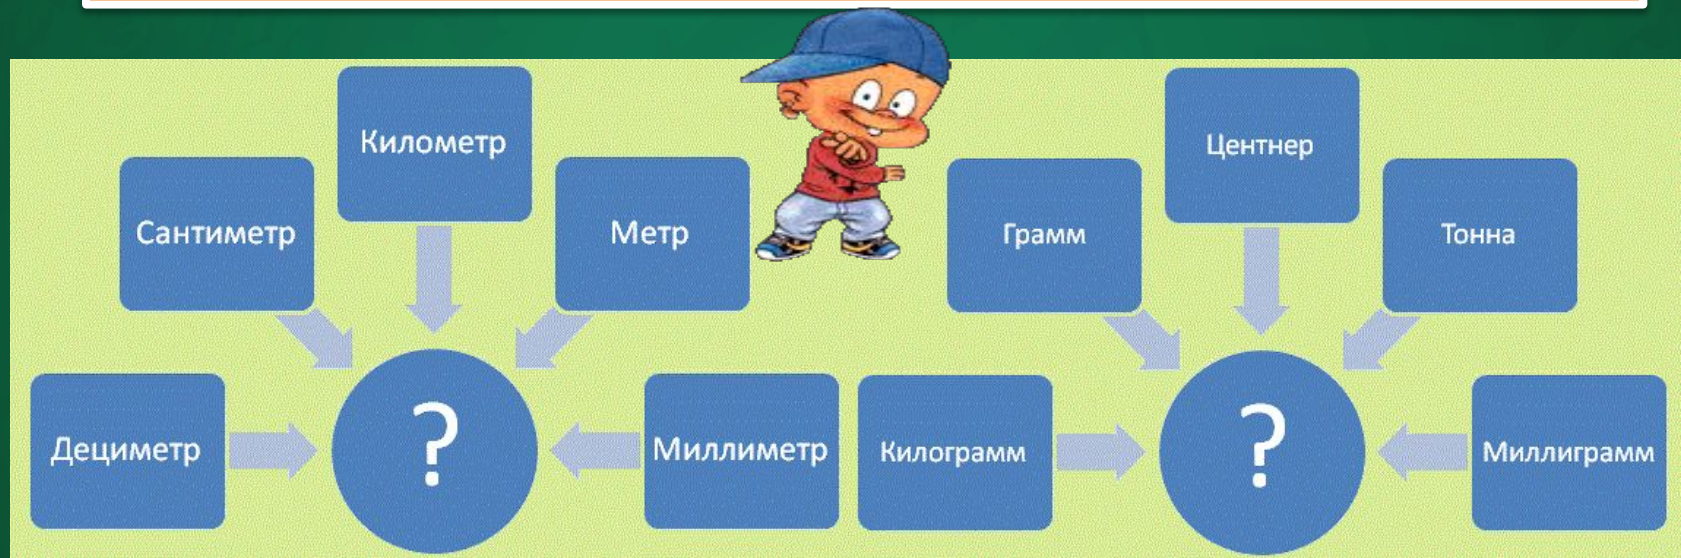 Километр
Сантиметр
Метр
Дециметр
?
Миллиметр
Центнер
Грамм
Тонна
Килограмм
?
Миллиграмм